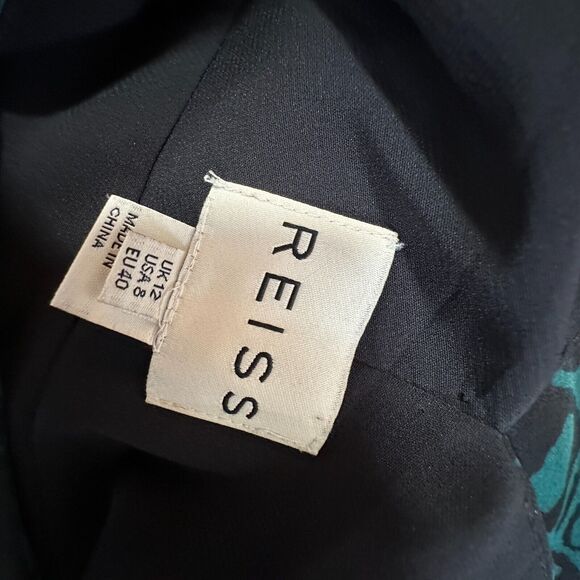 REISS
UK 12
USA 8
EU 40
MADE IN
CHINA